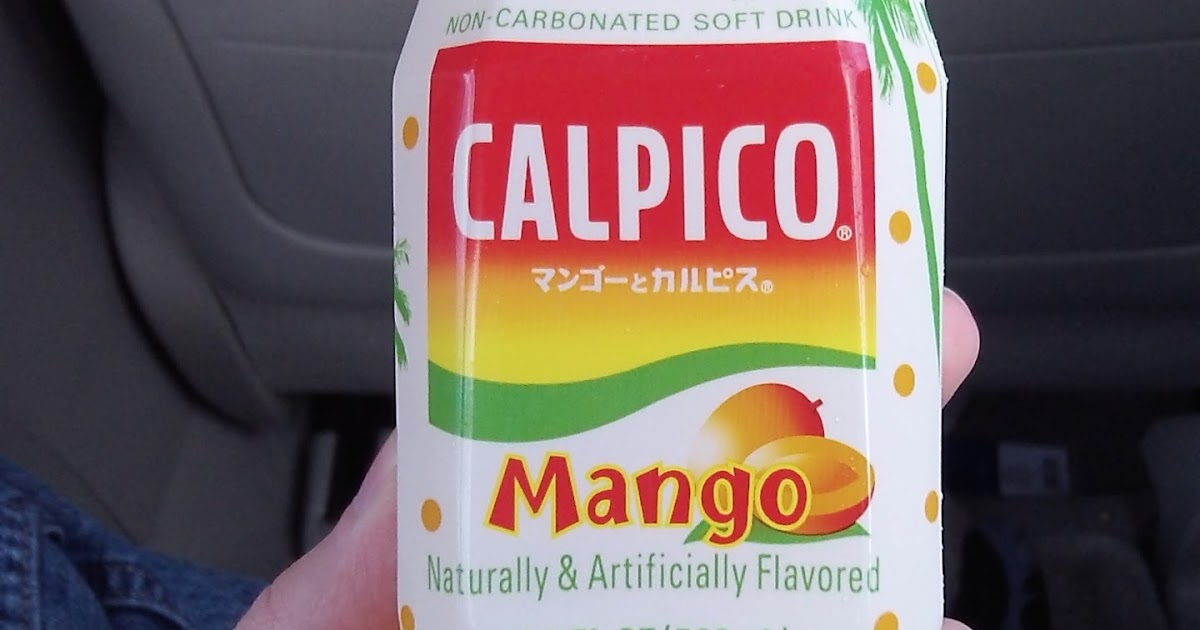 NON-CARBONATED SOFT DRINK
CALPICO®
マンゴーとカルピス®
Mango
Naturally & Artificially Flavored